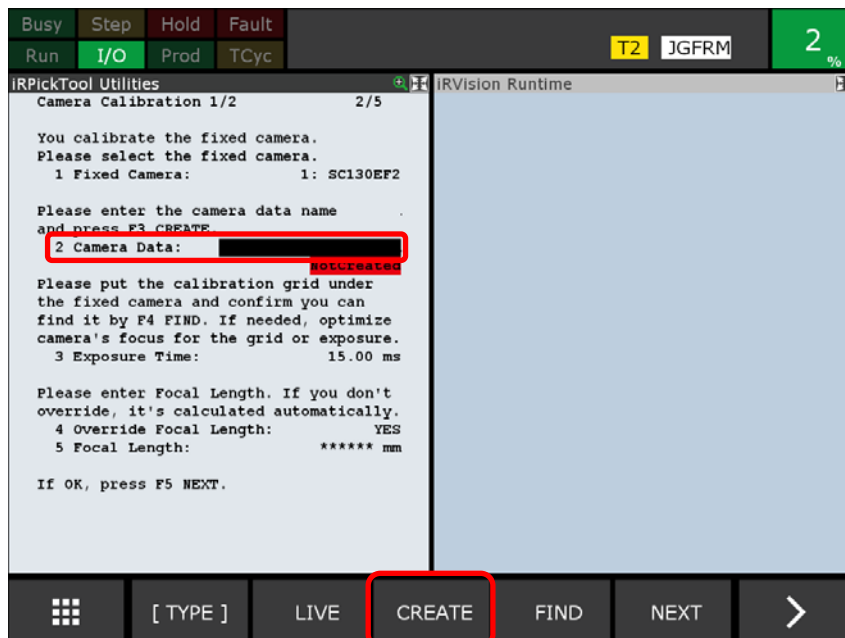 Busy Step Hold Fault
Run I/O Prod TCyc
T2 JGFRM 2 %
iRPickTool Utilities
iRVision Runtime
Camera Calibration 1/2 2/5
You calibrate the fixed camera.
Please select the fixed camera.
1 Fixed Camera: 1: SC130EF2
Please enter the camera data name .
and press F3 CREATE.
2 Camera Data:
NotCreated
Please put the calibration grid under
the fixed camera and confirm you can
find it by F4 FIND. If needed, optimize
camera's focus for the grid or exposure.
3 Exposure Time: 15.00 ms
Please enter Focal Length. If you don't
override, it's calculated automatically.
4 Override Focal Length: YES
5 Focal Length: ****** mm
If OK, press F5 NEXT.
[ TYPE ] LIVE CREATE FIND NEXT >